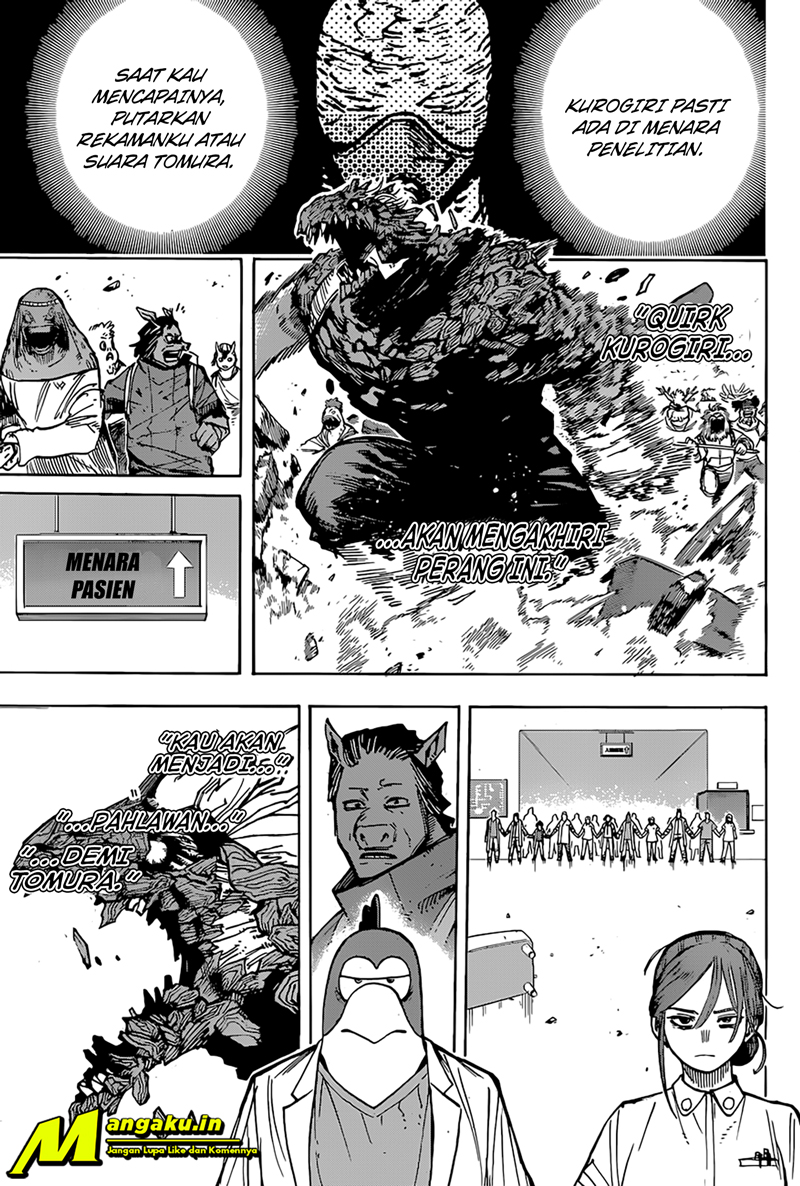 KUROGIRI PASTI
ADA DI MENARA
PENELITIAN.
SAAT KAU
MENCAPAINYA,
PUTARKAN
REKAMANKU ATAU
SUARA TOMURA.
"QUIRK
KUROGIRI...
...AKAN MENGAKHIRI
PERANG INI."
MENARA
PASIEN
"KAU AKAN
MENJADI..."
"...PAHLAWAN..."
"...DEMI
TOMURA."
Mangaku.in
Jangan Lupa Like dan Komennya